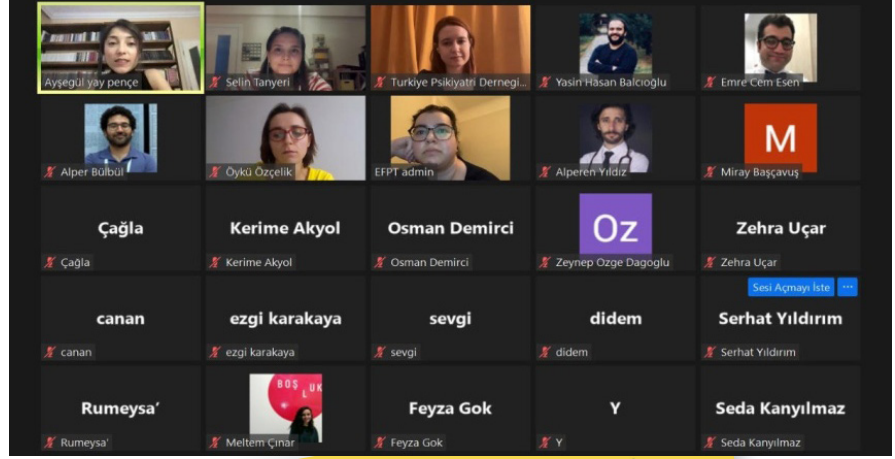 Ayşegül yay pençe
Selin Tanyeri
Turkiye Psikiyatri Dernegi...
Yasin Hasan Balcıoğlu
Emre Cem Esen
Alper Bülbül
Öykü Özçelik
EFPT admin
Alperen Yıldız
M
Miray Başçavuş
Çağla
Çağla
Kerime Akyol
Kerime Akyol
Osman Demirci
Osman Demirci
Oz
Zeynep Ozge Dagoglu
Zehra Uçar
Zehra Uçar
canan
canan
ezgi karakaya
ezgi karakaya
sevgi
sevgi
didem
didem
Sesi Açmayı İste
...
Serhat Yıldırım
Serhat Yıldırım
Rumeysa'
Rumeysa'
BOŞ
LUK
Meltem Çınar
Feyza Gok
Feyza Gok
Y
Y
Seda Kanyılmaz
Seda Kanyılmaz